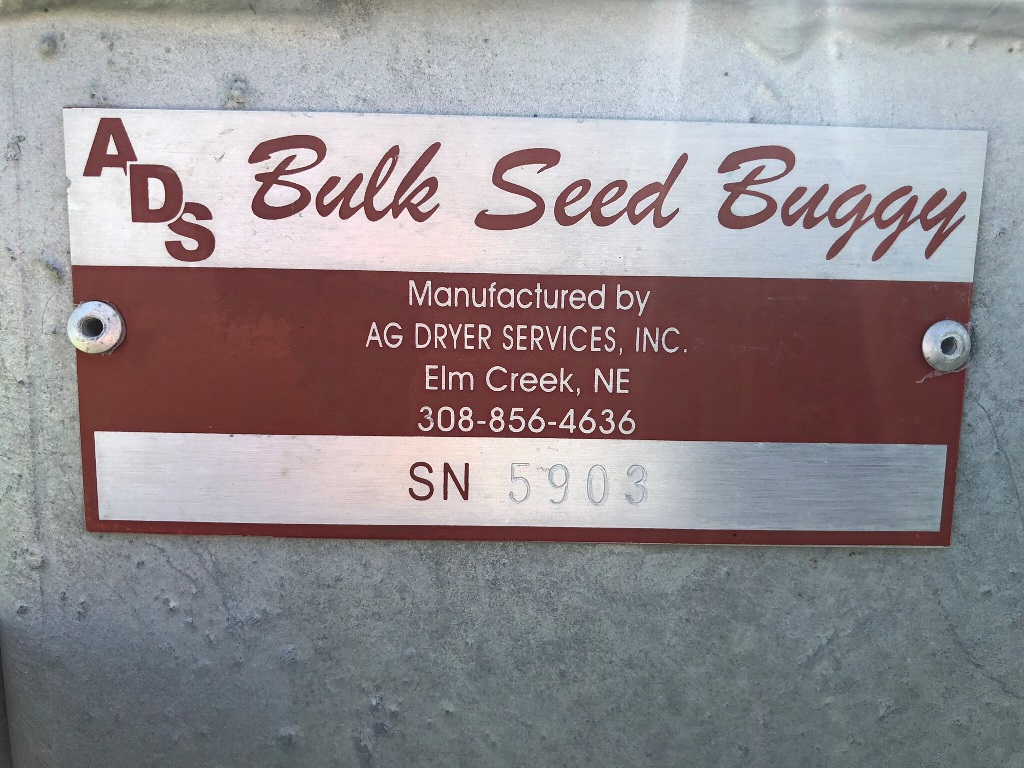 ADS Bulk Seed Buggy
Manufactured by
AG DRYER SERVICES, INC.
Elm Creek, NE
308-856-4636
SN 5903